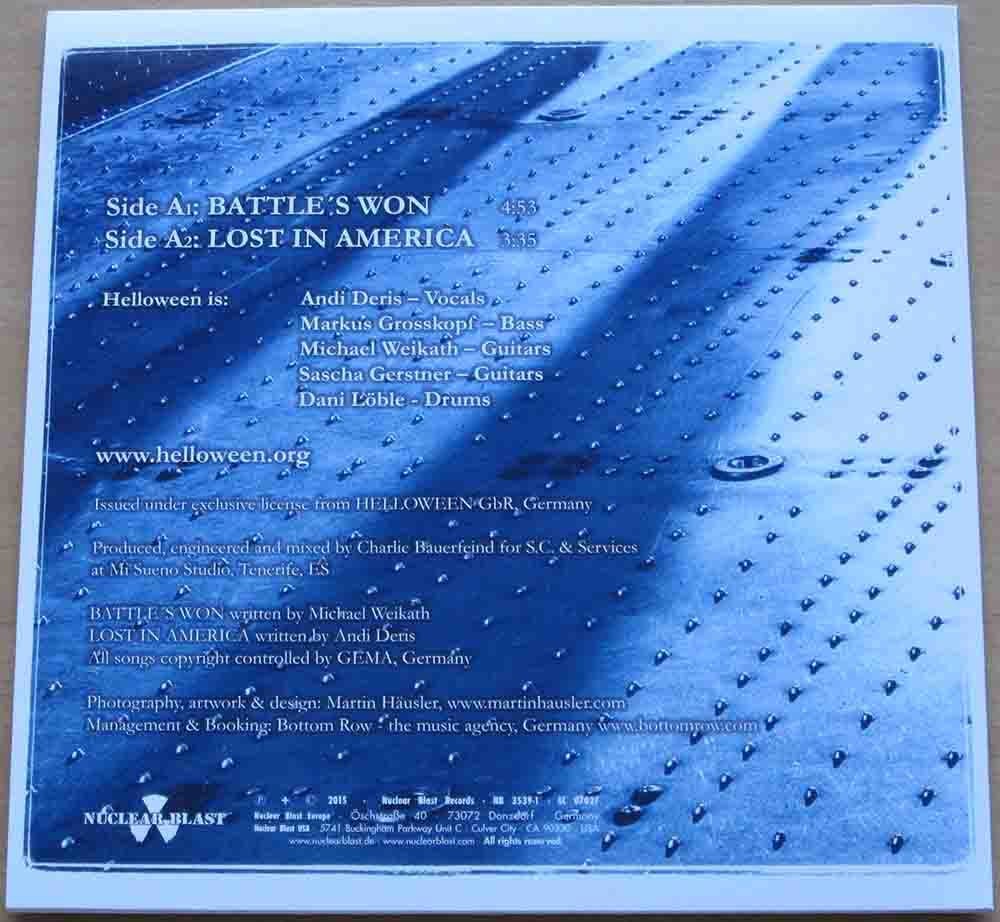 Side A1: BATTLE´S WON 4:53
Side A2: LOST IN AMERICA 3:35
Helloween is: Andi Deris – Vocals
Markus Grosskopf – Bass
Michael Weikath – Guitars
Sascha Gerstner – Guitars
Dani Löble - Drums
www.helloween.org
Issued under exclusive license from HELLOWEEN GbR, Germany
Produced, engineered and mixed by Charlie Bauerfeind for S.C. & Services
at Mi Sueno Studio, Tenerife, ES
BATTLE´S WON written by Michael Weikath
LOST IN AMERICA written by Andi Deris
All songs copyright controlled by GEMA, Germany
Photography, artwork & design: Martin Häusler, www.martinhausler.com
Management & Booking: Bottom Row - the music agency, Germany www.bottomrow.com
NUCLEAR BLAST
℗ + © 2015 · Nuclear Blast Records · NB 3539-1 · LC 07027
Nuclear Blast Europe · Öschstraße 40 · 73072 Donzdorf · Germany
Nuclear Blast USA · 5741 Buckingham Parkway Unit C · Culver City · CA 90230 · USA
www.nuclearblast.de · www.nuclearblast.com All rights reserved.